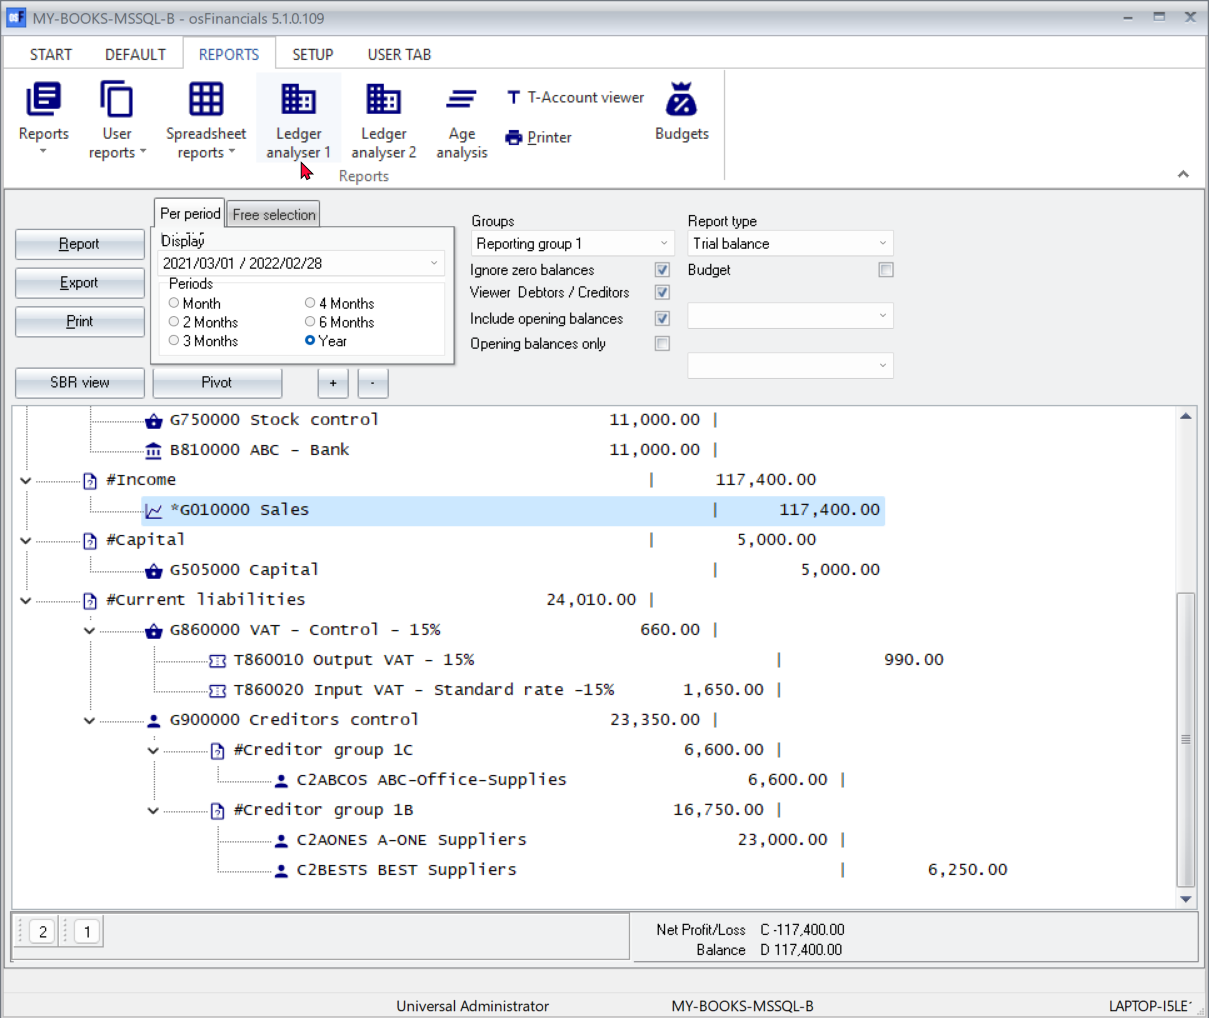 MY-BOOKS-MSSQL-B - osFinancials 5.1.0.109
START DEFAULT REPORTS SETUP USER TAB
Reports
User reports
Spreadsheet reports
Ledger analyser 1
Ledger analyser 2
Age analysis
T-Account viewer
Printer
Budgets
Reports
Per period Free selection
Report
Export
Print
Display
2021/03/01 / 2022/02/28
Periods
Month 4 Months
2 Months 6 Months
3 Months Year
Groups
Reporting group 1
Ignore zero balances
Viewer Debtors / Creditors
Include opening balances
Opening balances only
Report type
Trial balance
Budget
SBR view Pivot + -
G750000 Stock control 11,000.00 |
B810000 ABC - Bank 11,000.00 |
#Income | 117,400.00
*G010000 Sales | 117,400.00
#Capital | 5,000.00
G505000 Capital | 5,000.00
#Current liabilities 24,010.00 |
G860000 VAT - Control - 15% 660.00 |
T860010 Output VAT - 15% | 990.00
T860020 Input VAT - Standard rate -15% 1,650.00 |
G900000 Creditors control 23,350.00 |
#Creditor group 1C 6,600.00 |
C2ABCOS ABC-Office-Supplies 6,600.00 |
#Creditor group 1B 16,750.00 |
C2AONES A-ONE Suppliers 23,000.00 |
C2BESTS BEST Suppliers | 6,250.00
2 1
Net Profit/Loss C -117,400.00
Balance D 117,400.00
Universal Administrator MY-BOOKS-MSSQL-B